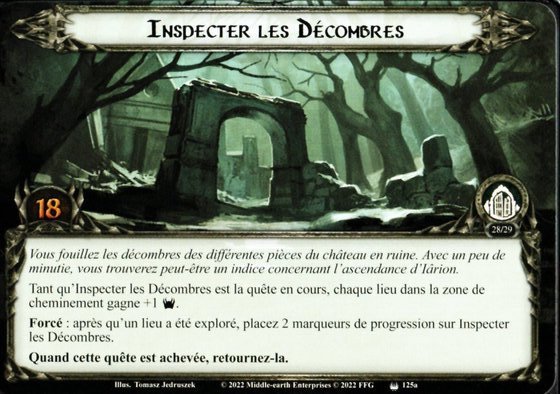 INSPECTER LES DÉCOMBRES
18
28/29
Vous fouillez les décombres des différentes pièces du château en ruine. Avec un peu de
minutie, vous trouverez peut-être un indice concernant l'ascendance d'Iârion.
Tant qu'Inspecter les Décombres est la quête en cours, chaque lieu dans la zone de
cheminement gagne +1 .
Forcé : après qu'un lieu a été exploré, placez 2 marqueurs de progression sur Inspecter
les Décombres.
Quand cette quête est achevée, retournez-la.
Illus. Tomasz Jedruszek © 2022 Middle-earth Enterprises © 2022 FFG 125a